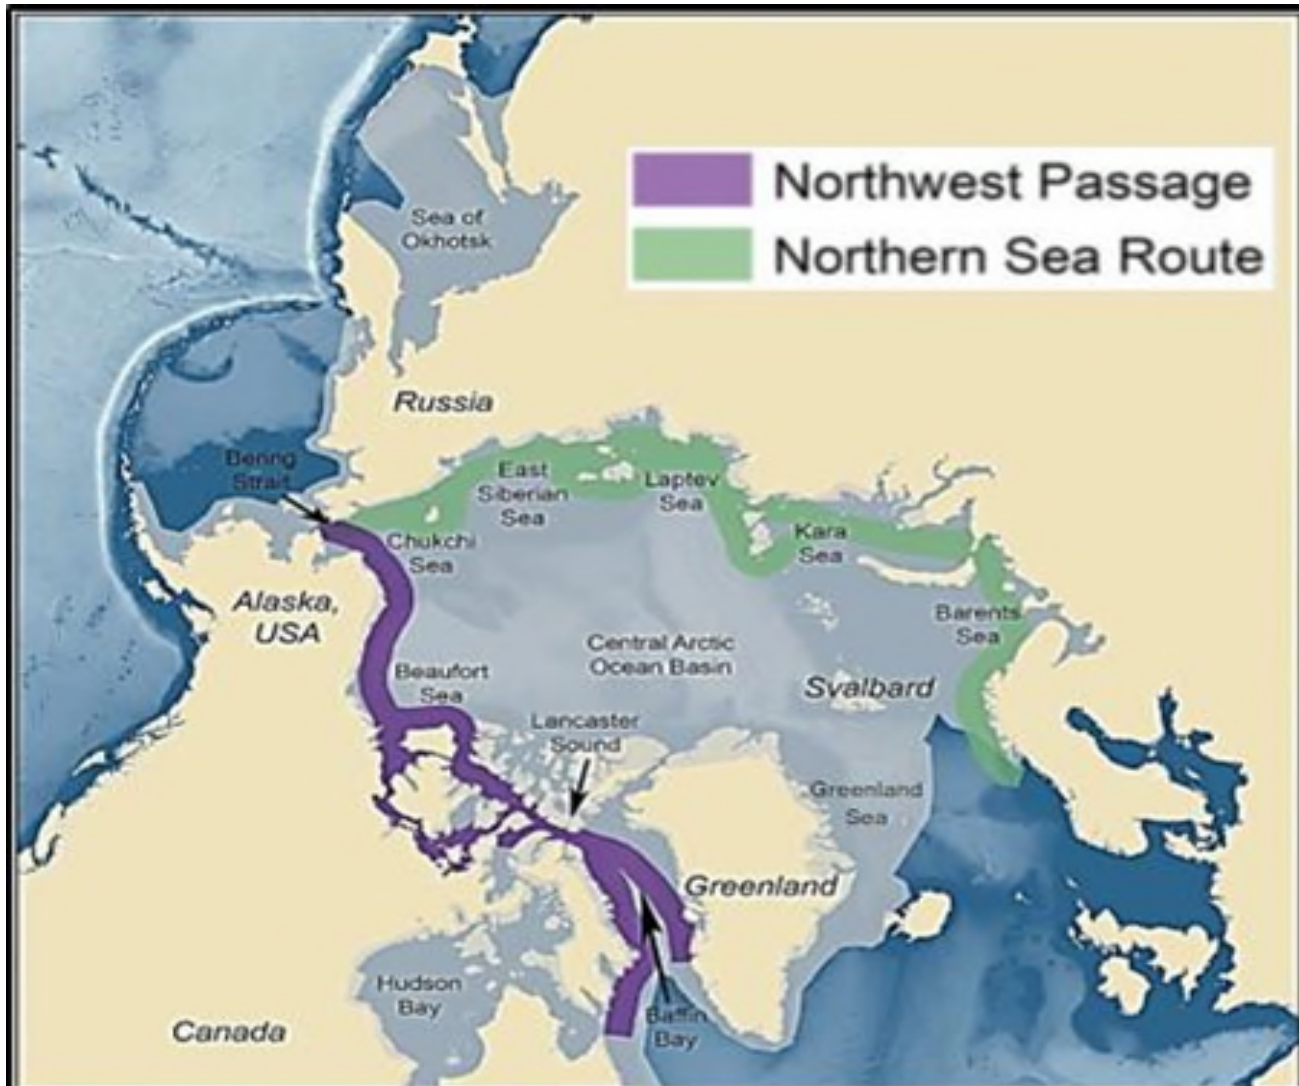 Northwest Passage
Northern Sea Route
Sea of
Okhotsk
Russia
Bering
Strait
East
Siberian
Sea
Laptev
Sea
Kara
Sea
Chukchi
Sea
Alaska,
USA
Barents
Sea
Central Arctic
Ocean Basin
Beaufort
Sea
Svalbard
Lancaster
Sound
Greenland
Sea
Greenland
Hudson
Bay
Baffin
Bay
Canada